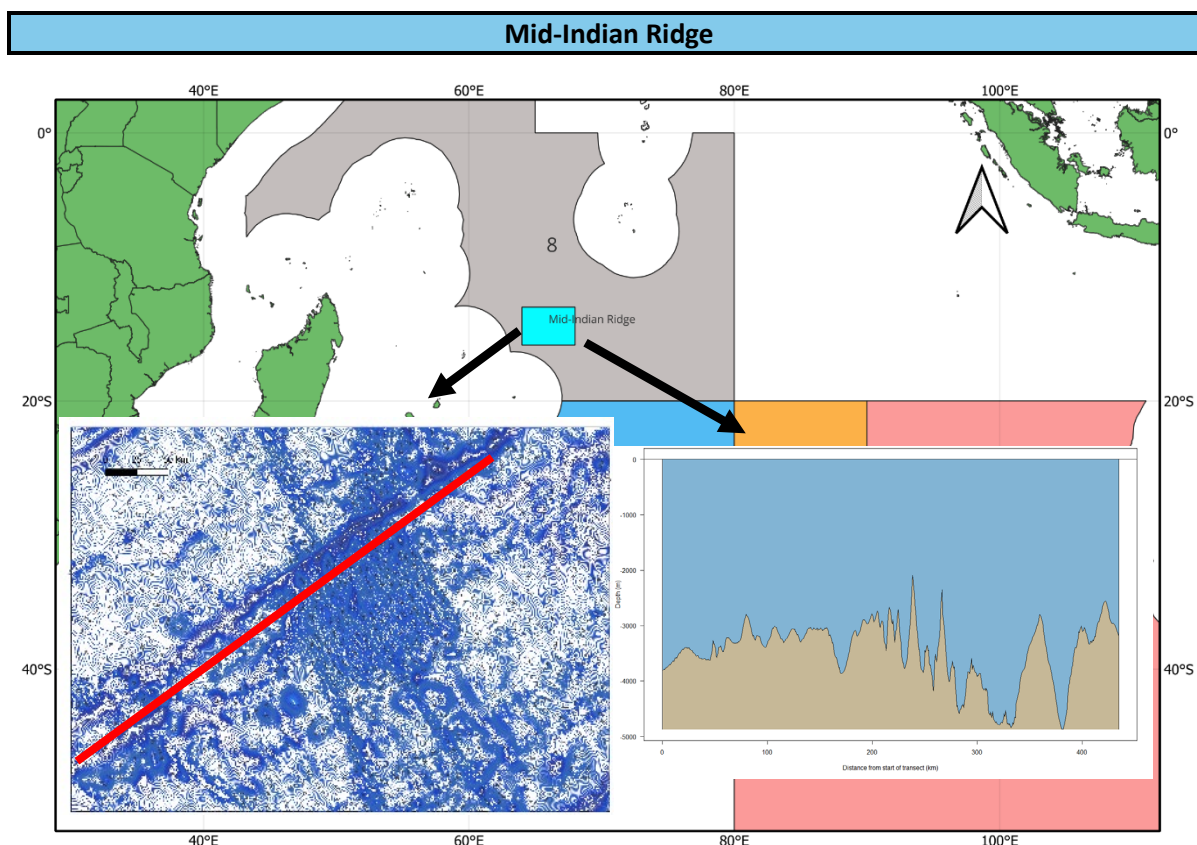 Mid-Indian Ridge
40°E 60°E 80°E 100°E
0° 0°
8
Mid-Indian Ridge
20°S 20°S
Km
0
-1000
-2000
-3000
-4000
-5000
Depth (m)
0 100 200 300 400
Distance from start of transect (km)
40°S 40°S
40°E 60°E 80°E 100°E